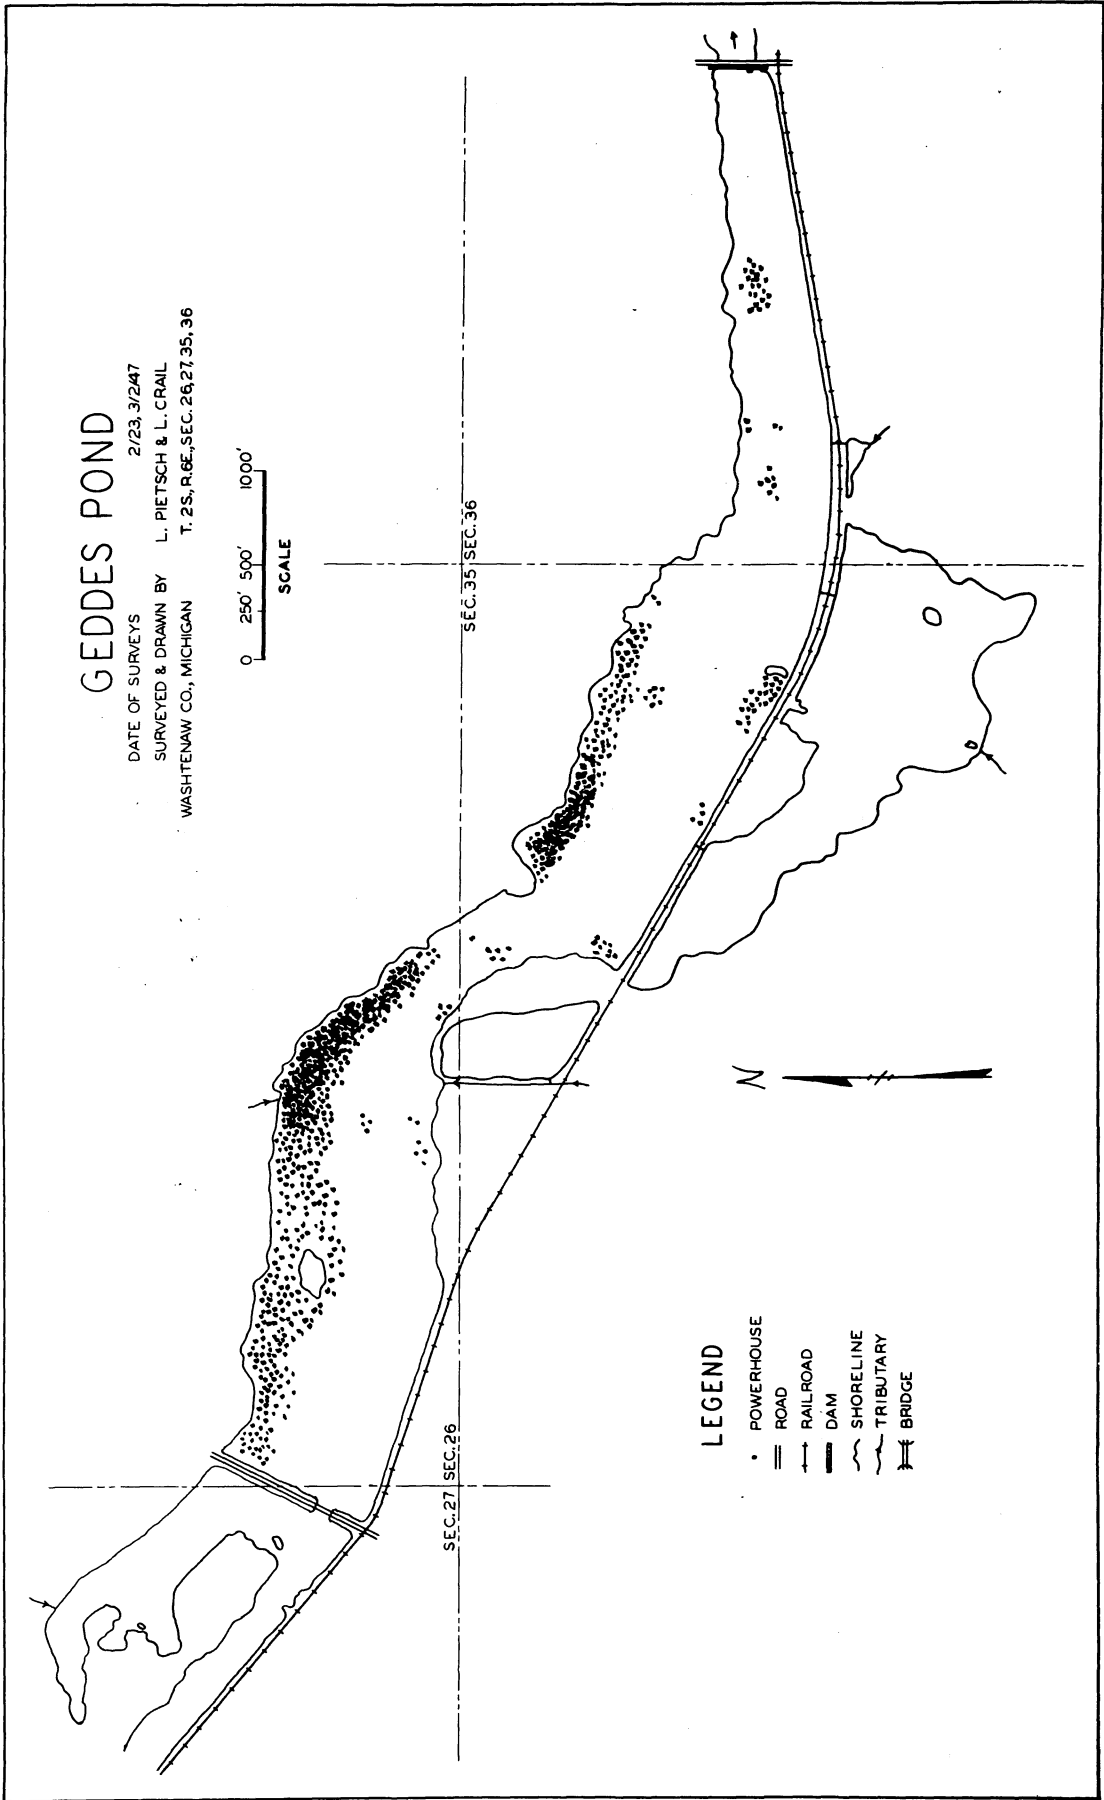 GEDDES POND
DATE OF SURVEYS 2/23, 3/2/47
SURVEYED & DRAWN BY L. PIETSCH & L. CRAIL
WASHTENAW CO., MICHIGAN T. 2S., R. 6E., SEC. 26, 27, 35, 36
0 250' 500' 1000'
SCALE
SEC. 35 SEC. 36
SEC. 27 SEC. 26
N
LEGEND
POWERHOUSE
ROAD
RAILROAD
DAM
SHORELINE
TRIBUTARY
BRIDGE